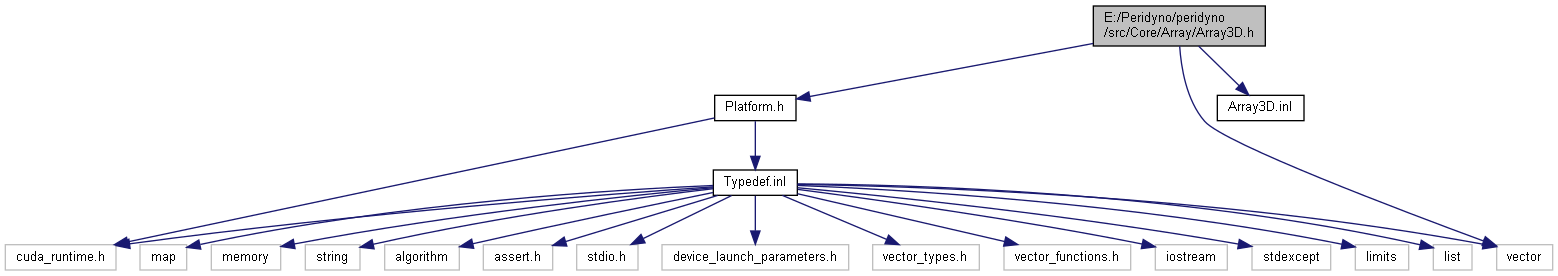 E:/Peridyno/peridyno
/src/Core/Array/Array3D.h
Platform.h
Array3D.inl
Typedef.inl
cuda_runtime.h
map
memory
string
algorithm
assert.h
stdio.h
device_launch_parameters.h
vector_types.h
vector_functions.h
iostream
stdexcept
limits
list
vector